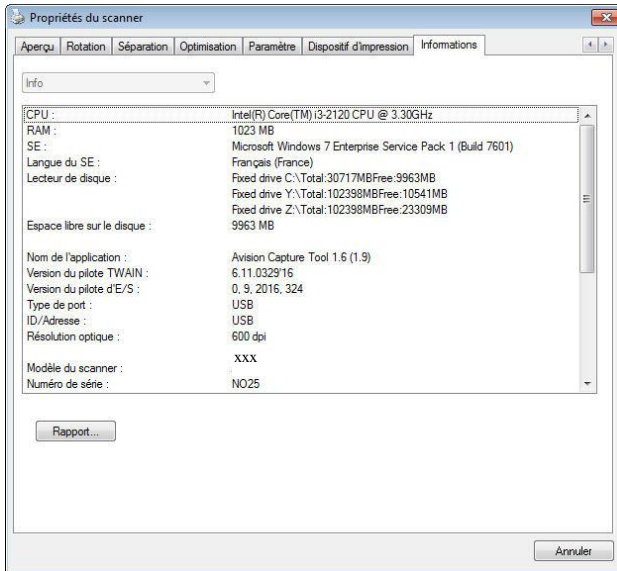 Propriétés du scanner
Aperçu Rotation Séparation Optimisation Paramètre Dispositif d'impression Informations
Info
CPU : Intel(R) Core(TM) i3-2120 CPU @ 3.30GHz
RAM : 1023 MB
SE : Microsoft Windows 7 Enterprise Service Pack 1 (Build 7601)
Langue du SE : Français (France)
Lecteur de disque : Fixed drive C:\Total:30717MBFree:9963MB
Fixed drive Y:\Total:102398MBFree:10541MB
Fixed drive Z:\Total:102398MBFree:23309MB
Espace libre sur le disque : 9963 MB
Nom de l'application : Avision Capture Tool 1.6 (1.9)
Version du pilote TWAIN : 6.11.0329'16
Version du pilote d'E/S : 0, 9, 2016, 324
Type de port : USB
ID/Adresse : USB
Résolution optique : 600 dpi
Modèle du scanner : xxx
Numéro de série : NO25
Rapport...
Annuler